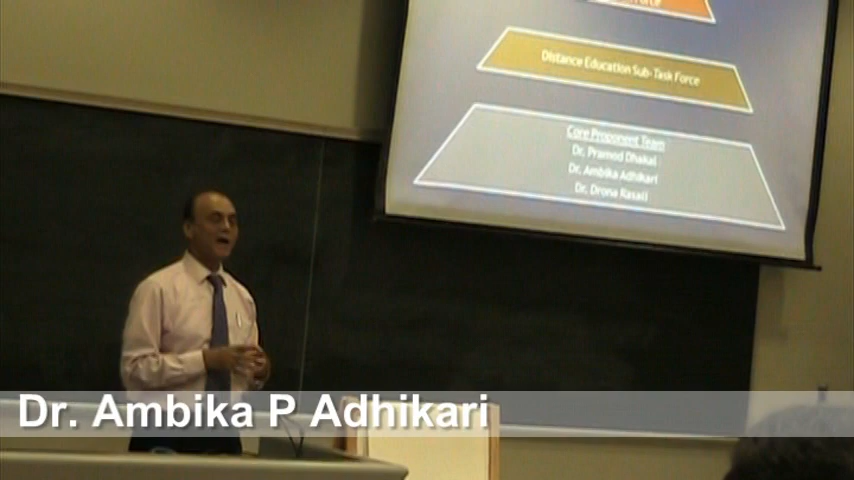 Force
Distance Education Sub-Task Force
Core Proponent Team
Dr. Pramod Dhakal
Dr. Ambika Adhikari
Dr. Drona Rasali
Dr. Ambika P Adhikari